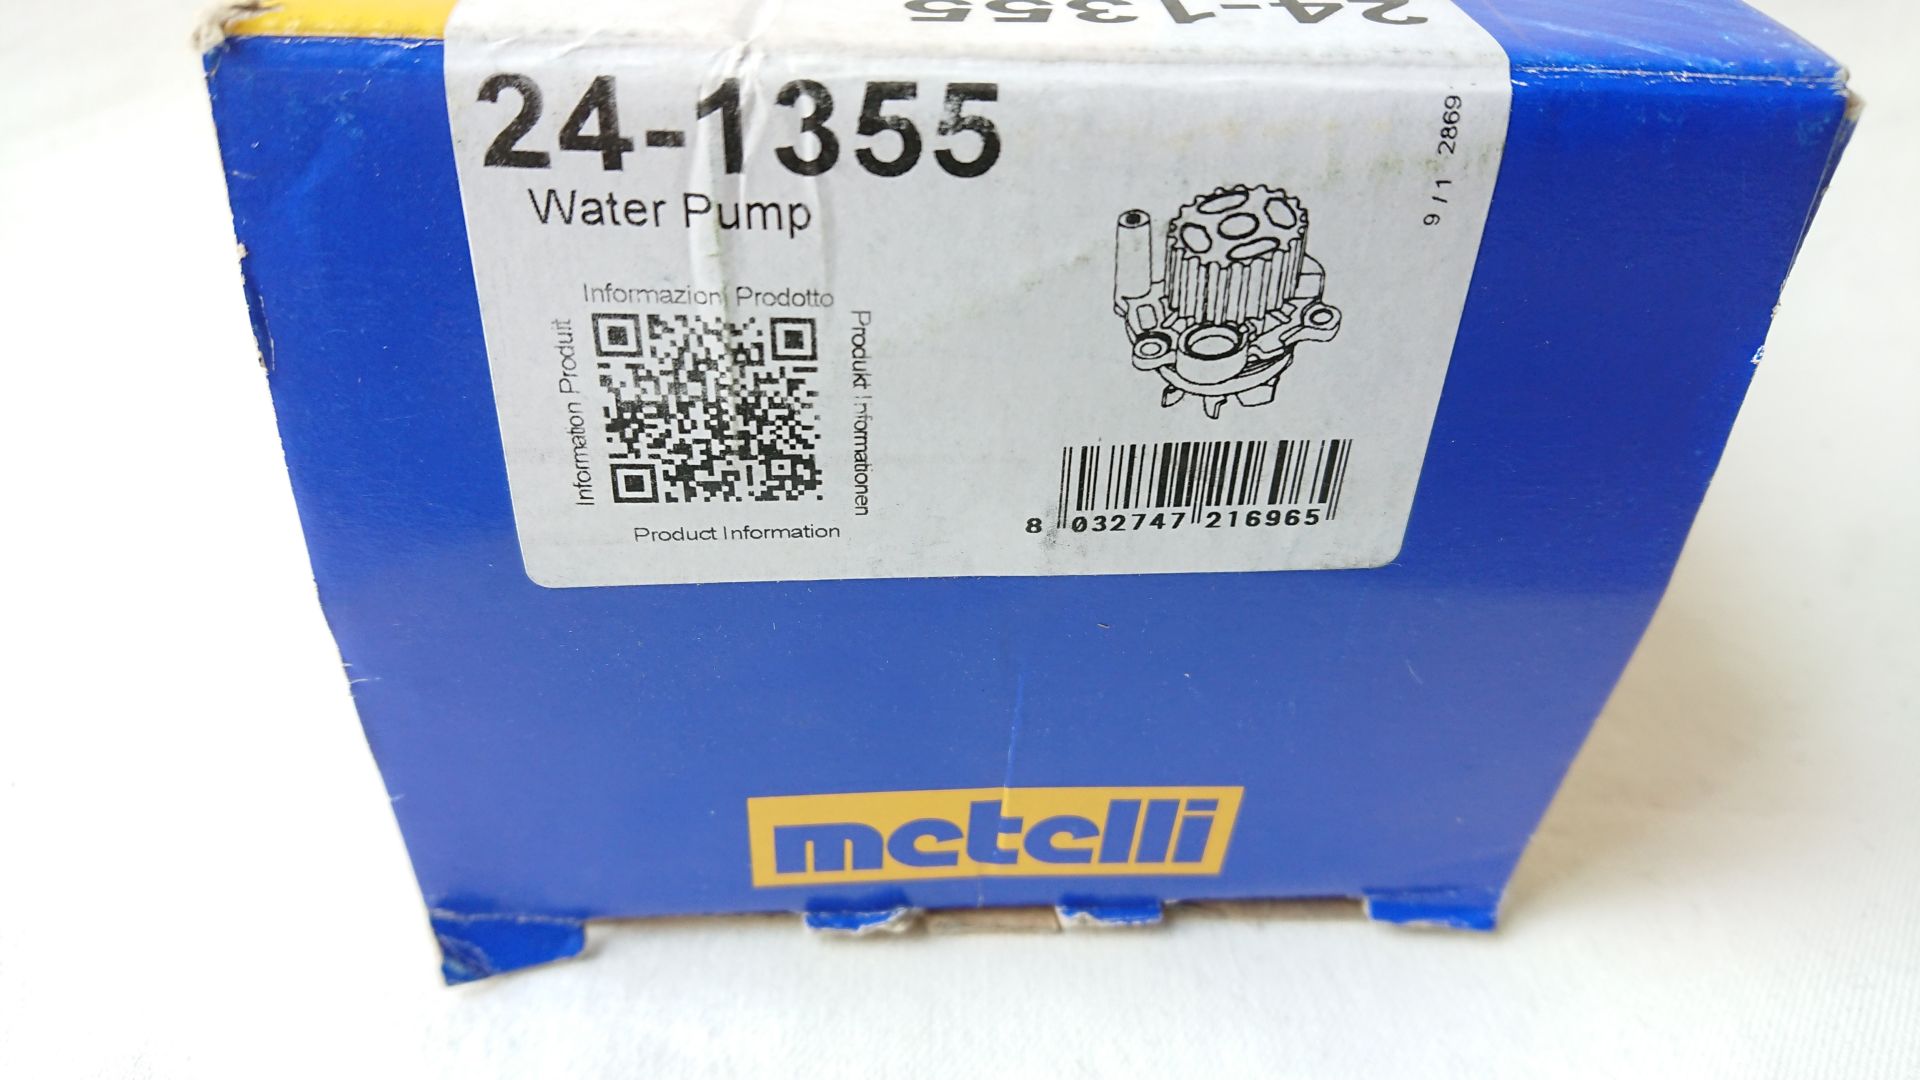 24-1355
24-1355
Water Pump
9 / 1 2869
Informazioni Prodotto
Information Produit
Produkt Informationen
Product Information
8 032747 216965
metelli